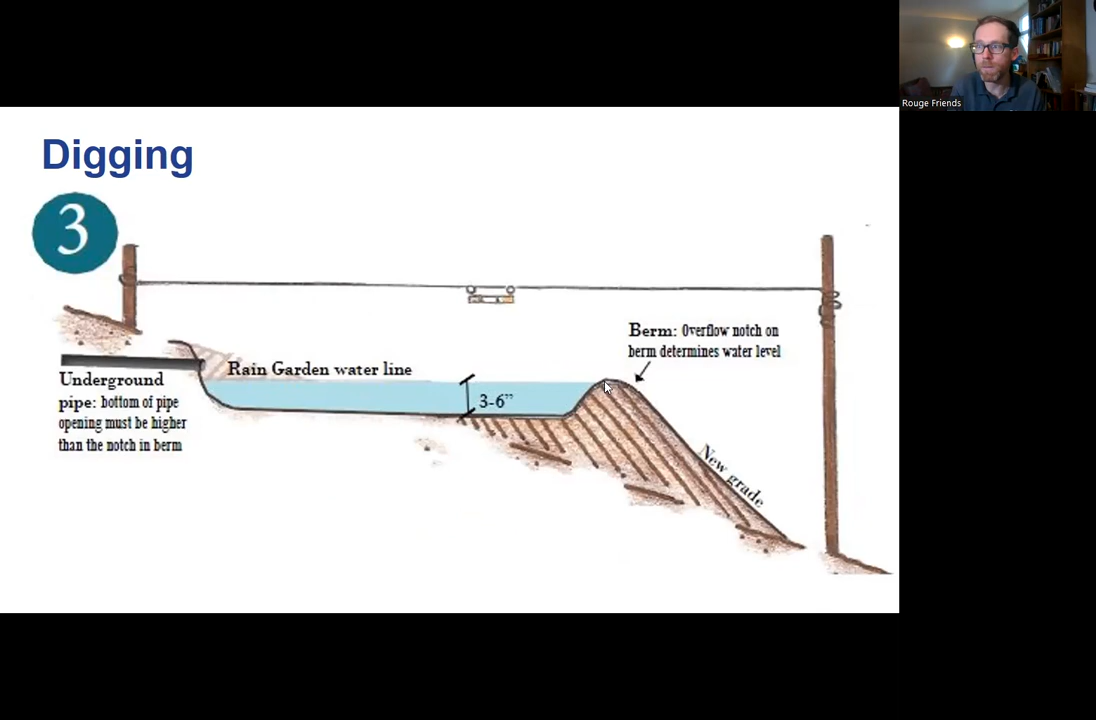 Rouge Friends
Digging
3
Berm: Overflow notch on
berm determines water level
Rain Garden water line
Underground
pipe: bottom of pipe
opening must be higher
than the notch in berm
3-6”
New grade